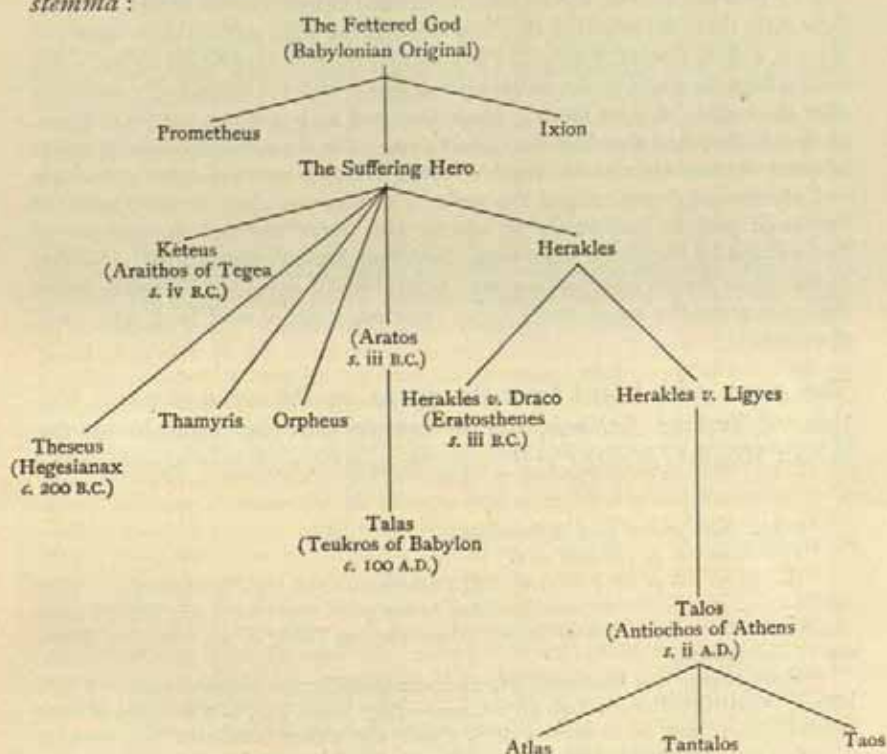 stemma :
The Fettered God
(Babylonian Original)
Prometheus
Ixion
The Suffering Hero
Keteus
(Araithos of Tegea
s. iv B.C.)
Herakles
(Aratos
s. iii B.C.)
Herakles v. Draco
(Eratosthenes
s. iii B.C.)
Herakles v. Ligyes
Thamyris
Orpheus
Theseus
(Hegesianax
c. 200 B.C.)
Talas
(Teukros of Babylon
c. 100 A.D.)
Talos
(Antiochos of Athens
s. ii A.D.)
Atlas
Tantalos
Taos